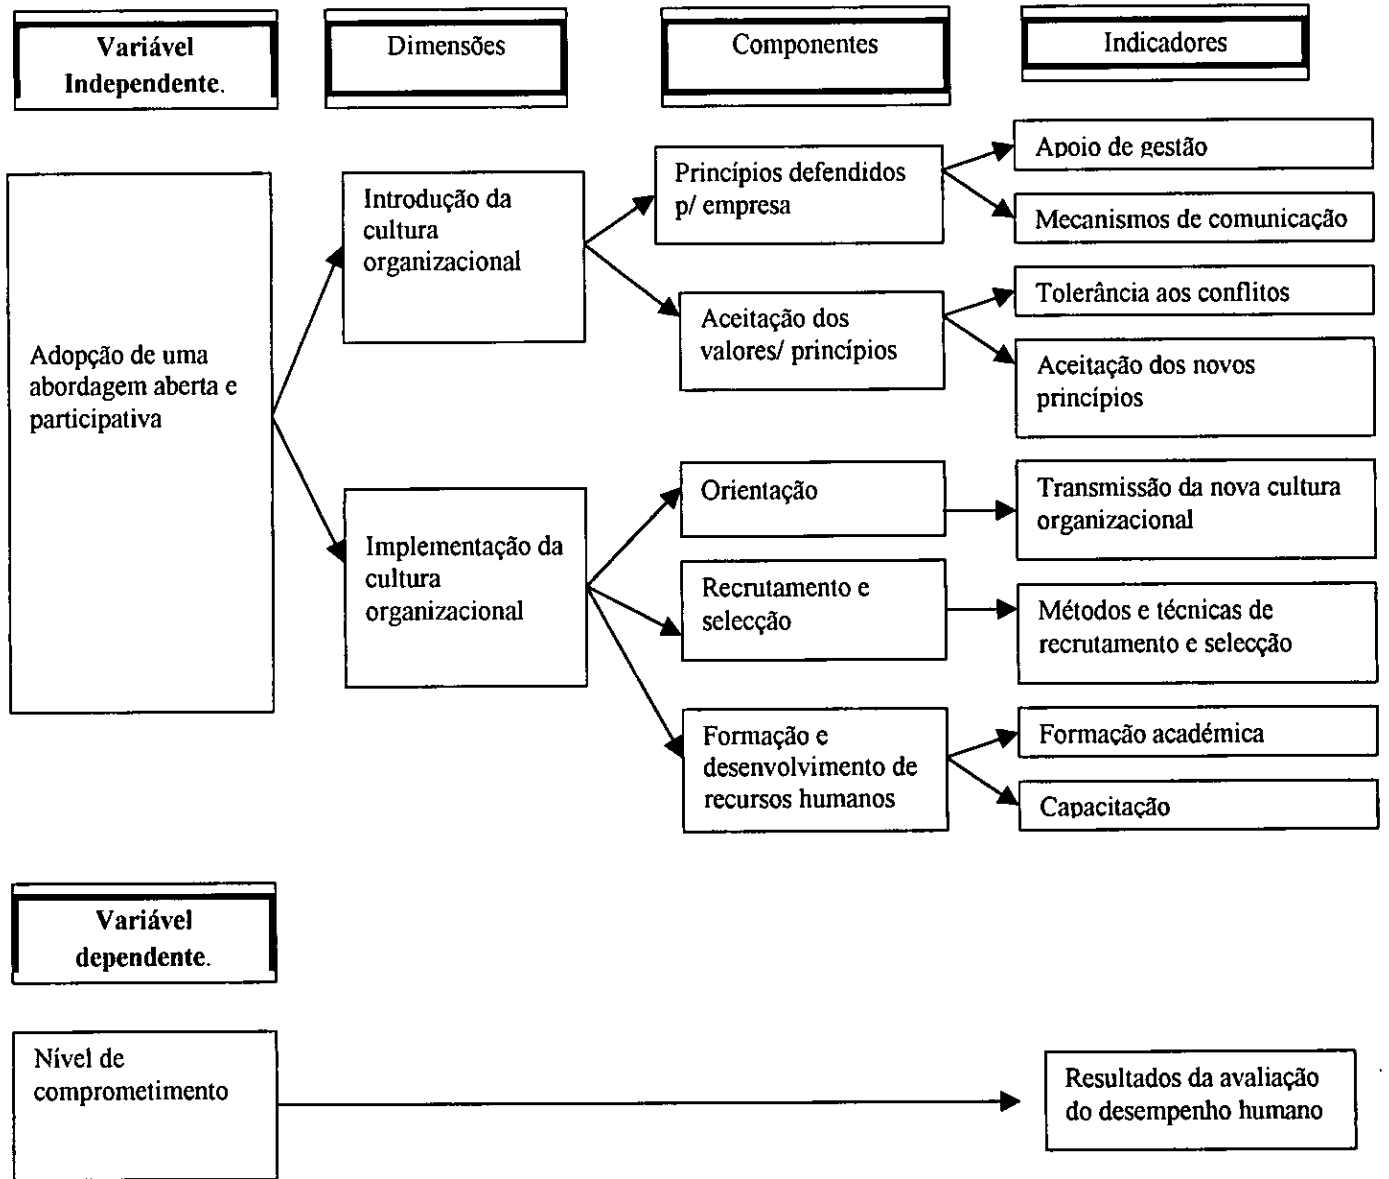 Variável
Independente.
Dimensões
Componentes
Indicadores
Adopção de uma
abordagem aberta e
participativa
Introdução da
cultura
organizacional
Princípios defendidos
p/ empresa
Apoio de gestão
Mecanismos de comunicação
Aceitação dos
valores/ princípios
Tolerância aos conflitos
Aceitação dos novos
princípios
Implementação da
cultura
organizacional
Orientação
Transmissão da nova cultura
organizacional
Recrutamento e
selecção
Métodos e técnicas de
recrutamento e selecção
Formação e
desenvolvimento de
recursos humanos
Formação académica
Capacitação
Variável
dependente.
Nível de
comprometimento
Resultados da avaliação
do desempenho humano